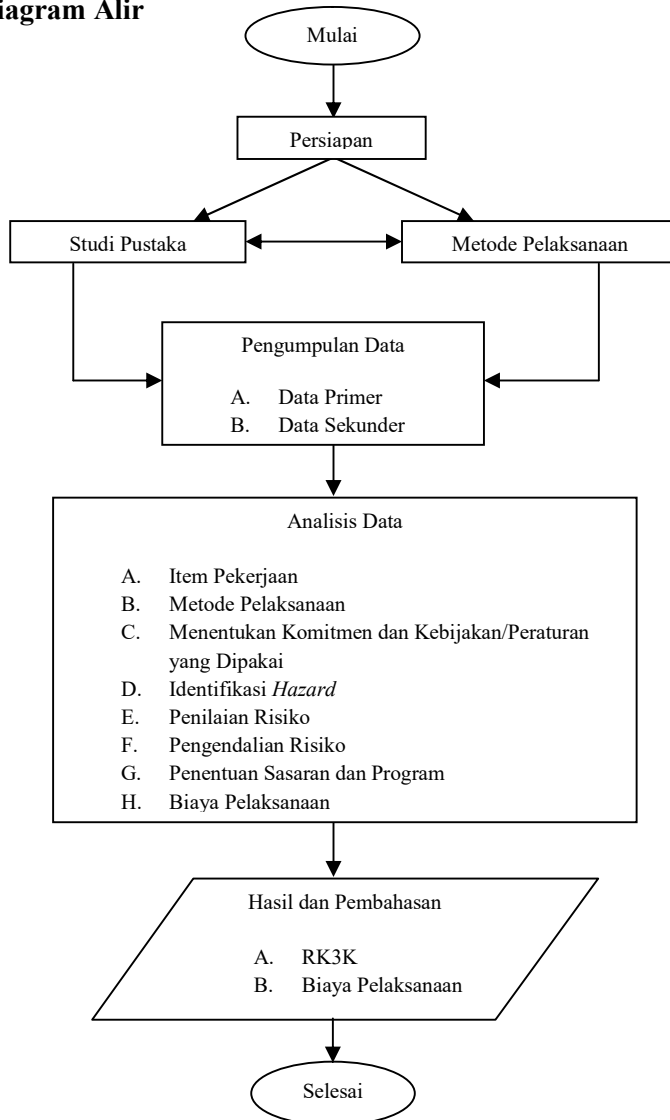 iagram Alir
Mulai
Persiapan
Studi Pustaka
Metode Pelaksanaan
Pengumpulan Data
A. Data Primer
B. Data Sekunder
Analisis Data
A. Item Pekerjaan
B. Metode Pelaksanaan
C. Menentukan Komitmen dan Kebijakan/Peraturan
yang Dipakai
D. Identifikasi Hazard
E. Penilaian Risiko
F. Pengendalian Risiko
G. Penentuan Sasaran dan Program
H. Biaya Pelaksanaan
Hasil dan Pembahasan
A. RK3K
B. Biaya Pelaksanaan
Selesai